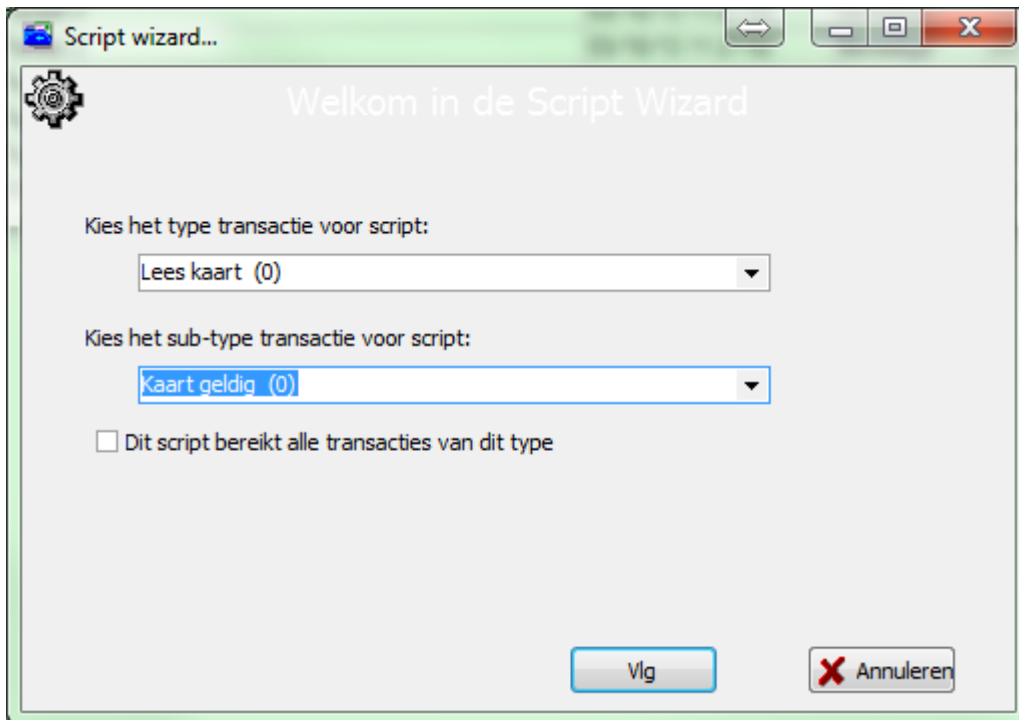 Script wizard...
Welkom in de Script Wizard
Kies het type transactie voor script:
Lees kaart (0)
Kies het sub-type transactie voor script:
Kaart geldig (0)
Dit script bereikt alle transacties van dit type
Vlg
Annuleren